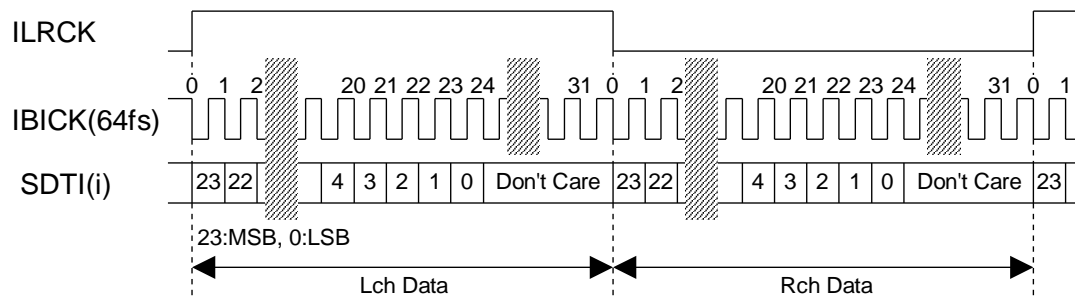 ILRCK
0 1 2 20 21 22 23 24 31 0 1 2 20 21 22 23 24 31 0 1
IBICK(64fs)
SDTI(i) 23 22 4 3 2 1 0 Don't Care 23 22 4 3 2 1 0 Don't Care 23
23:MSB, 0:LSB
Lch Data Rch Data